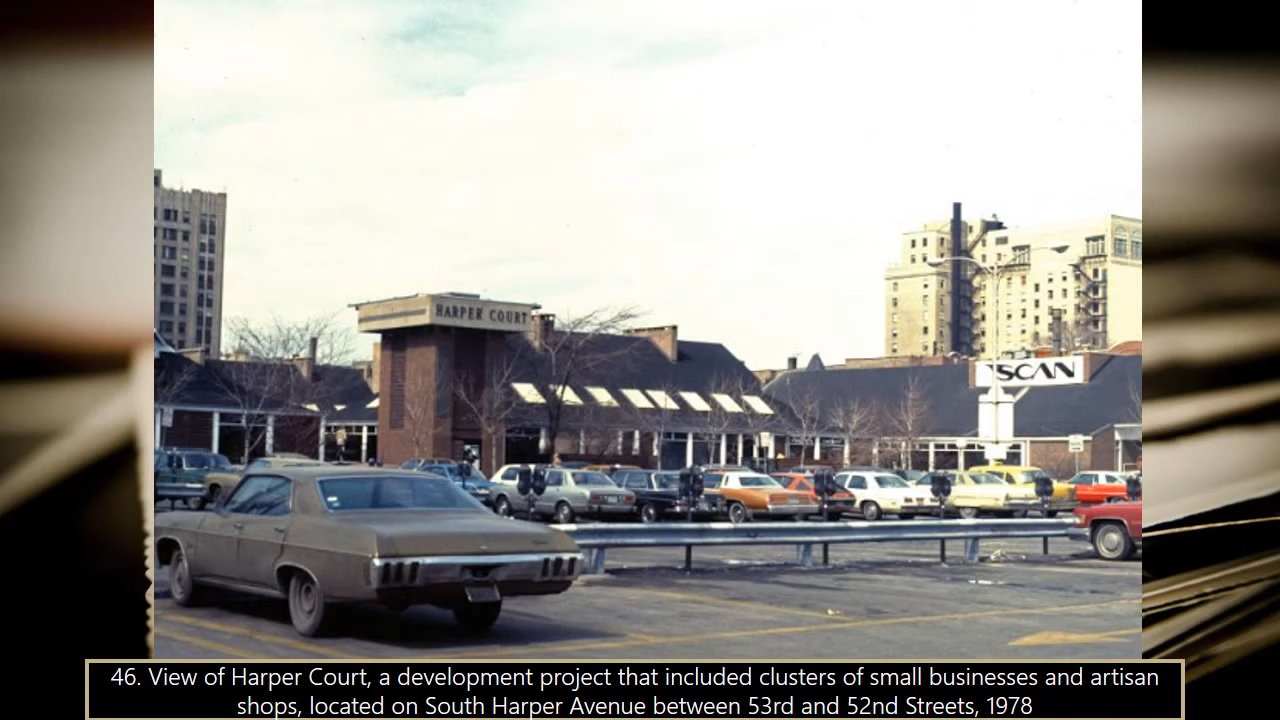 HARPER COURT
SCAN
46. View of Harper Court, a development project that included clusters of small businesses and artisan
shops, located on South Harper Avenue between 53rd and 52nd Streets, 1978